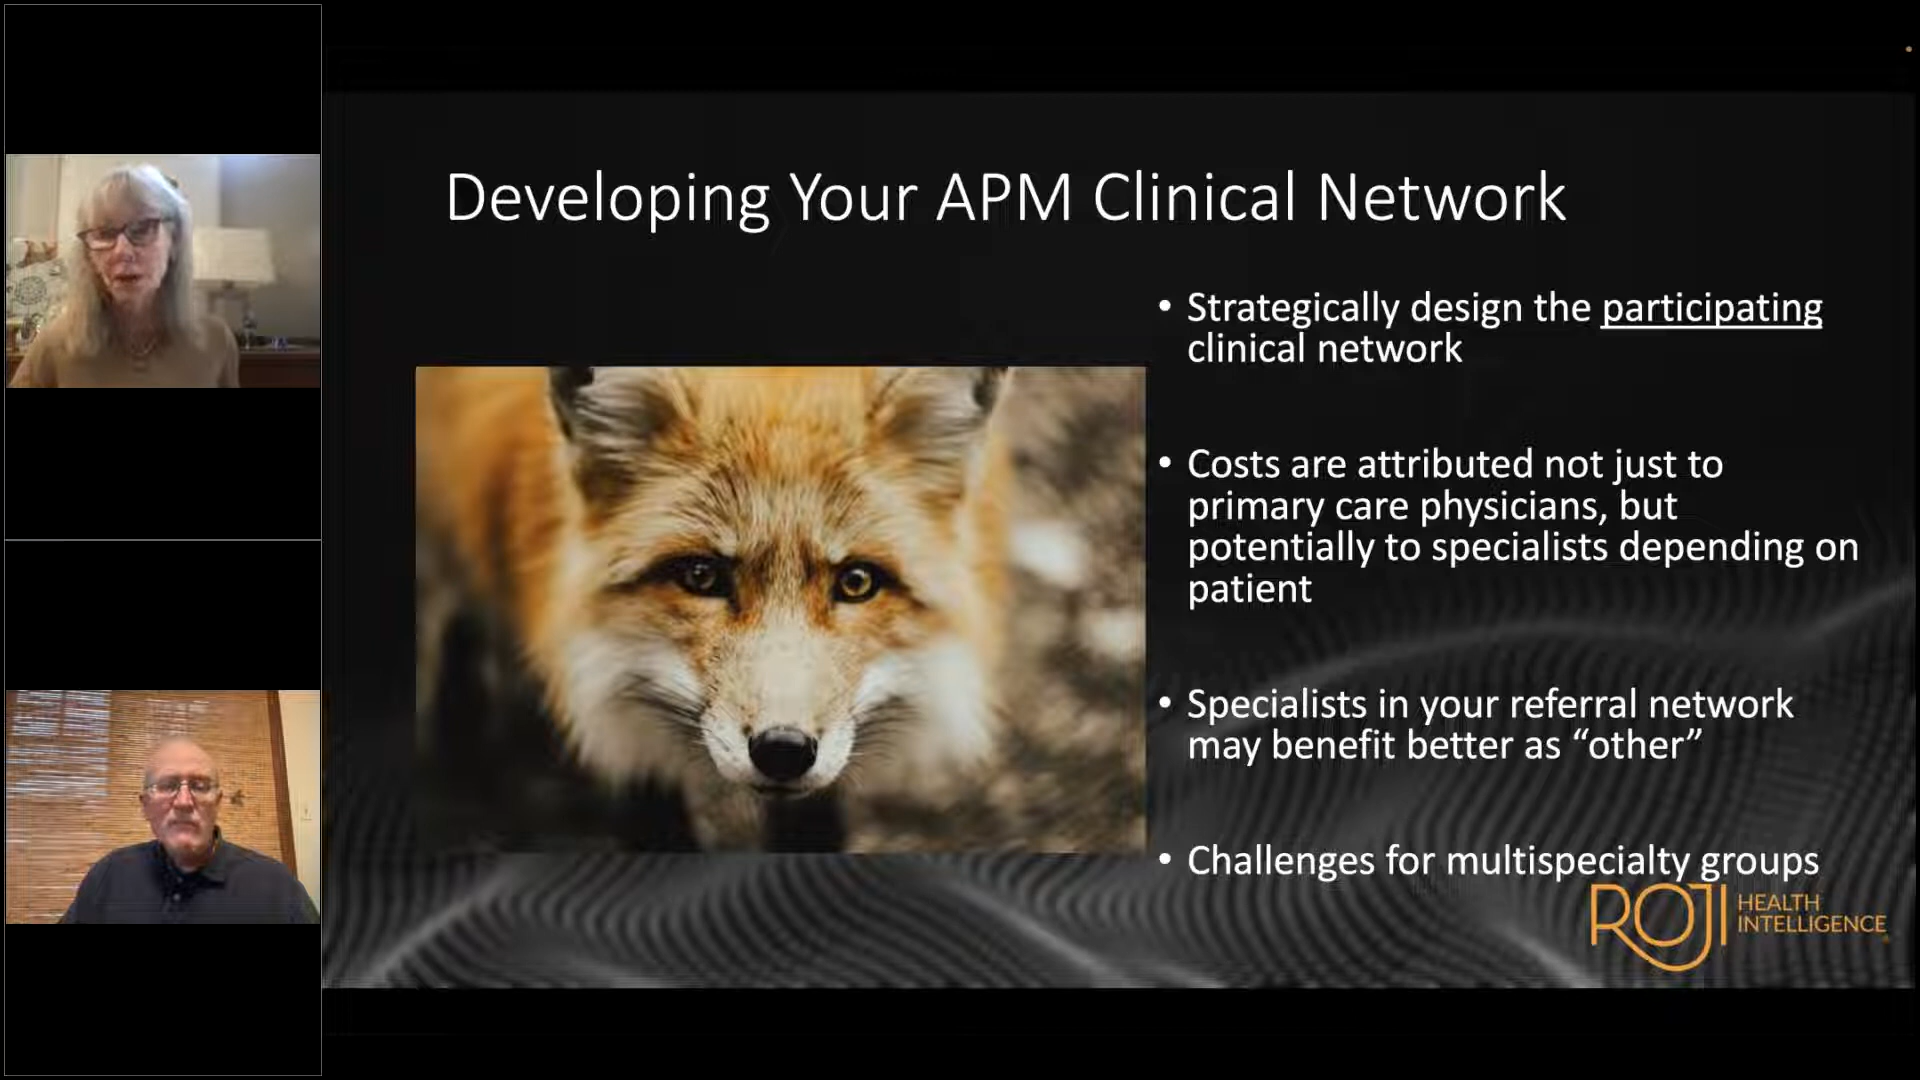 Developing Your APM Clinical Network
• Strategically design the participating
clinical network
• Costs are attributed not just to
primary care physicians, but
potentially to specialists depending on
patient
• Specialists in your referral network
may benefit better as “other”
• Challenges for multispecialty groups
ROJI HEALTH
INTELLIGENCE